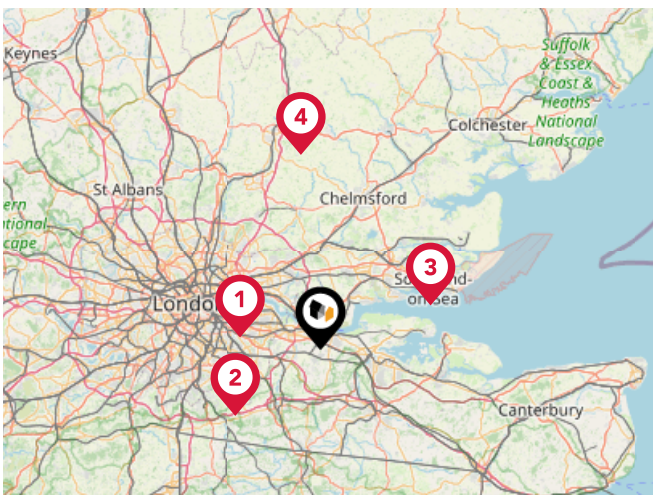 Keynes
Suffolk
& Essex
Coast &
Heaths
National
Landscape
4
Colchester
St Albans
Chelmsford
ern
ational
cape
3
on-Sea
1
London
2
Canterbury